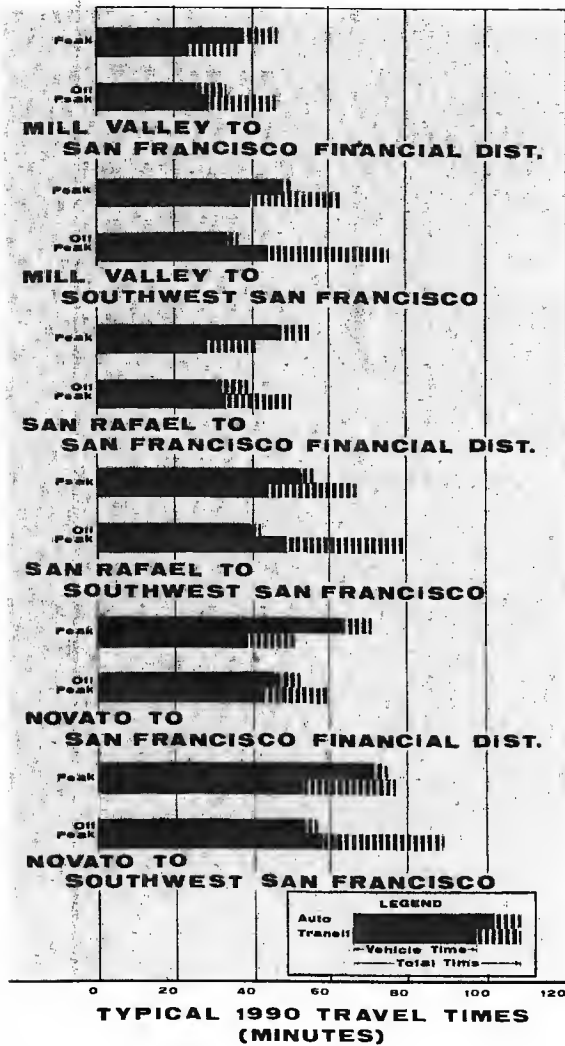 Peak
Off
Peak
MILL VALLEY TO
SAN FRANCISCO FINANCIAL DIST.
Peak
Off
Peak
MILL VALLEY TO
SOUTHWEST SAN FRANCISCO
Peak
Off
Peak
SAN RAFAEL TO
SAN FRANCISCO FINANCIAL DIST.
Peak
Off
Peak
SAN RAFAEL TO
SOUTHWEST SAN FRANCISCO
Peak
Off
Peak
NOVATO TO
SAN FRANCISCO FINANCIAL DIST.
Peak
Off
Peak
NOVATO TO
SOUTHWEST SAN FRANCISCO
LEGEND
Auto
Transit
Vehicle Time
Total Time
0 20 40 60 80 100 120
TYPICAL 1990 TRAVEL TIMES
(MINUTES)